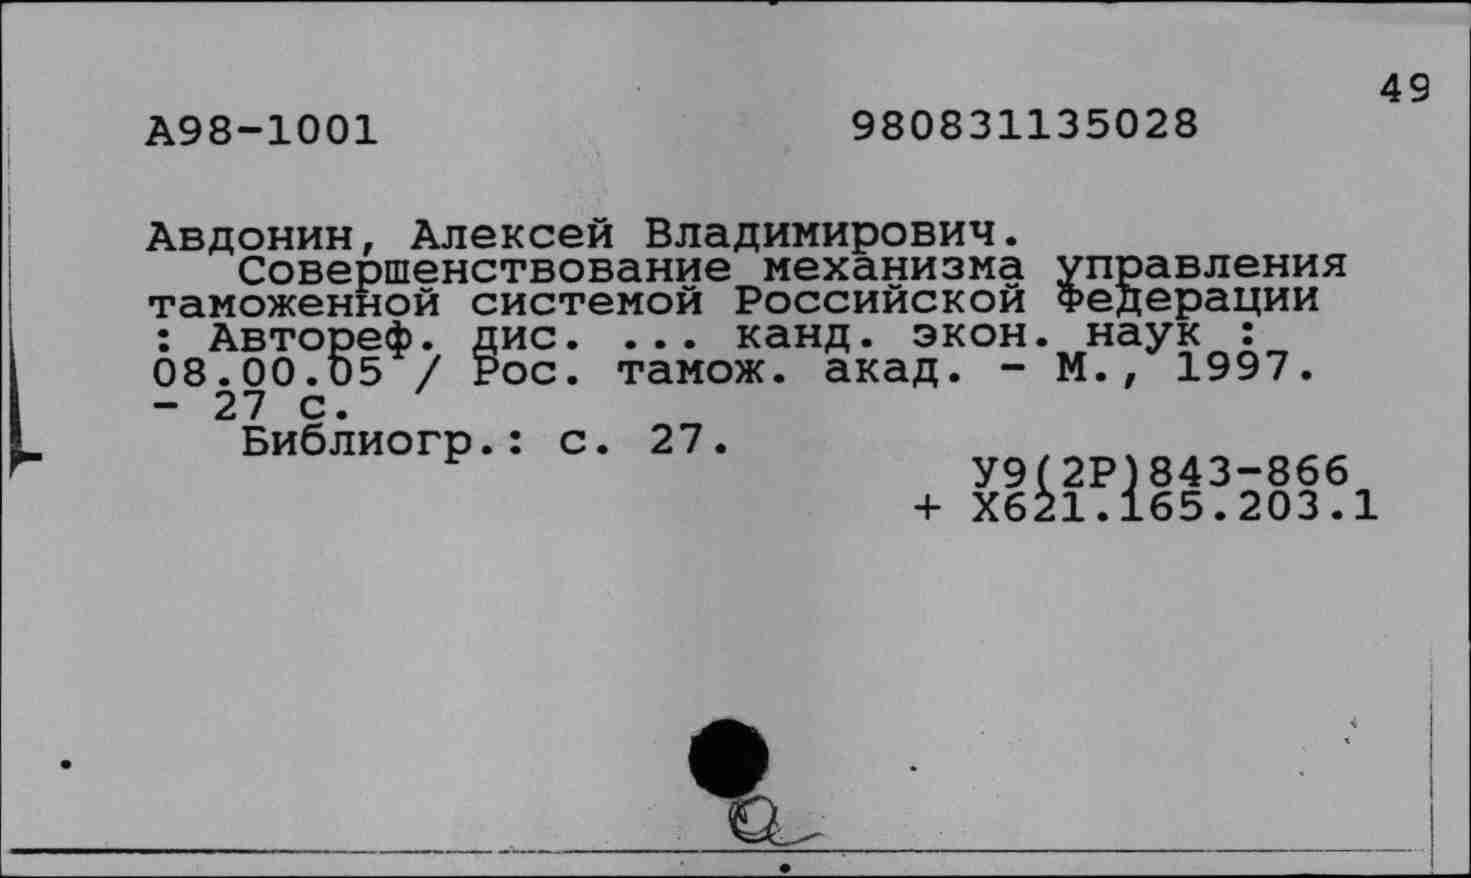 49
А98-1001 980831135028
Авдонин, Алексей Владимирович.
Совершенствование механизма управления
таможенной системой Российской Федерации
: Автореф. дис. ... канд. экон. наук :
08.00.05 / Рос. тамож. акад. - М., 1997.
- 27 с.
Библиогр.: с. 27.
У9(2Р)843-866
+ Х621.165.203.1